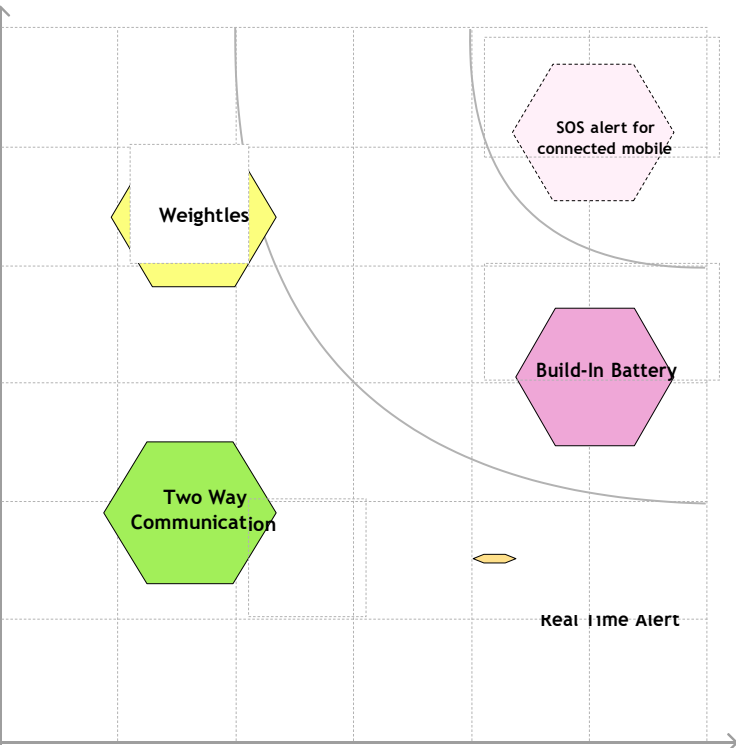 SOS alert for
connected mobile
Weightles
Build-In Battery
Two Way
Communication
Real Time Alert